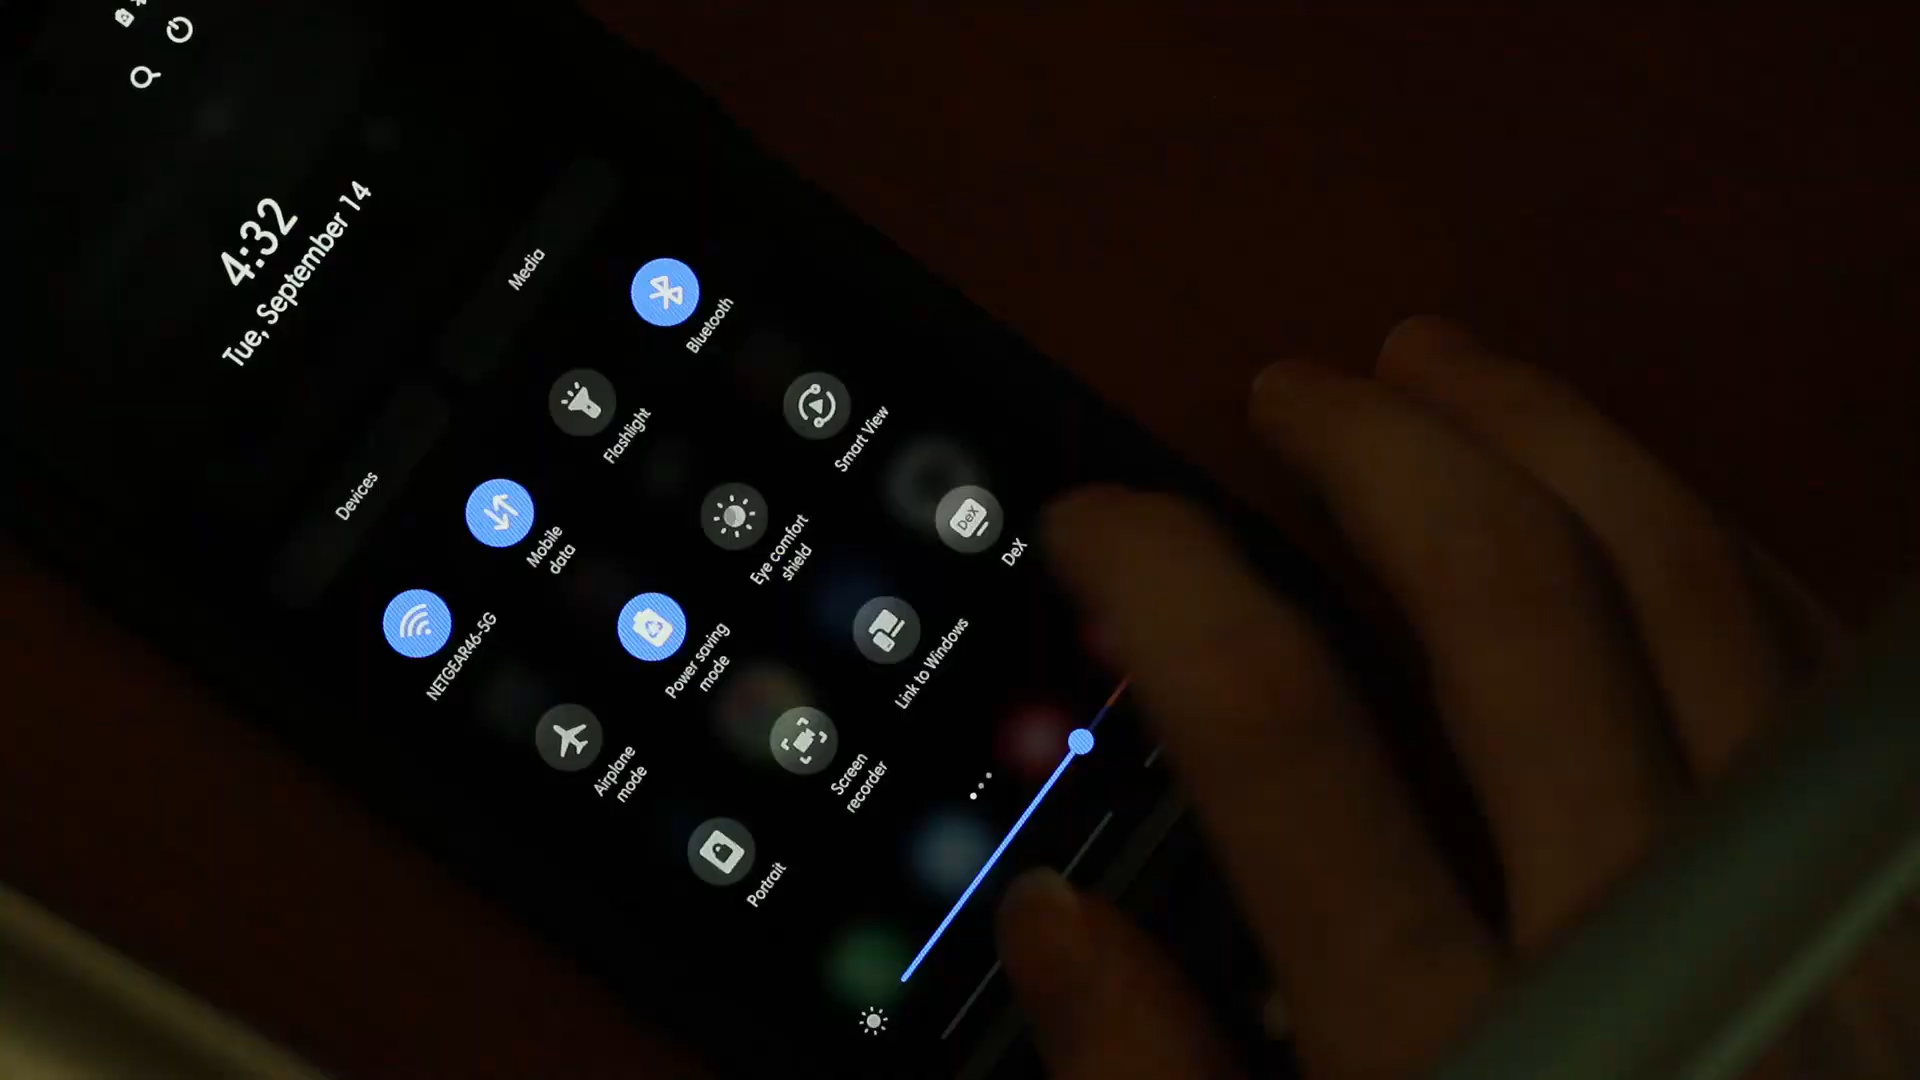 4:32
Tue, September 14
Devices
Media
NETGEAR46-5G
Mobile
data
Flashlight
Bluetooth
Airplane
mode
Power saving
mode
Eye comfort
shield
Smart View
Portrait
Screen
recorder
Link to Windows
DeX
DeX